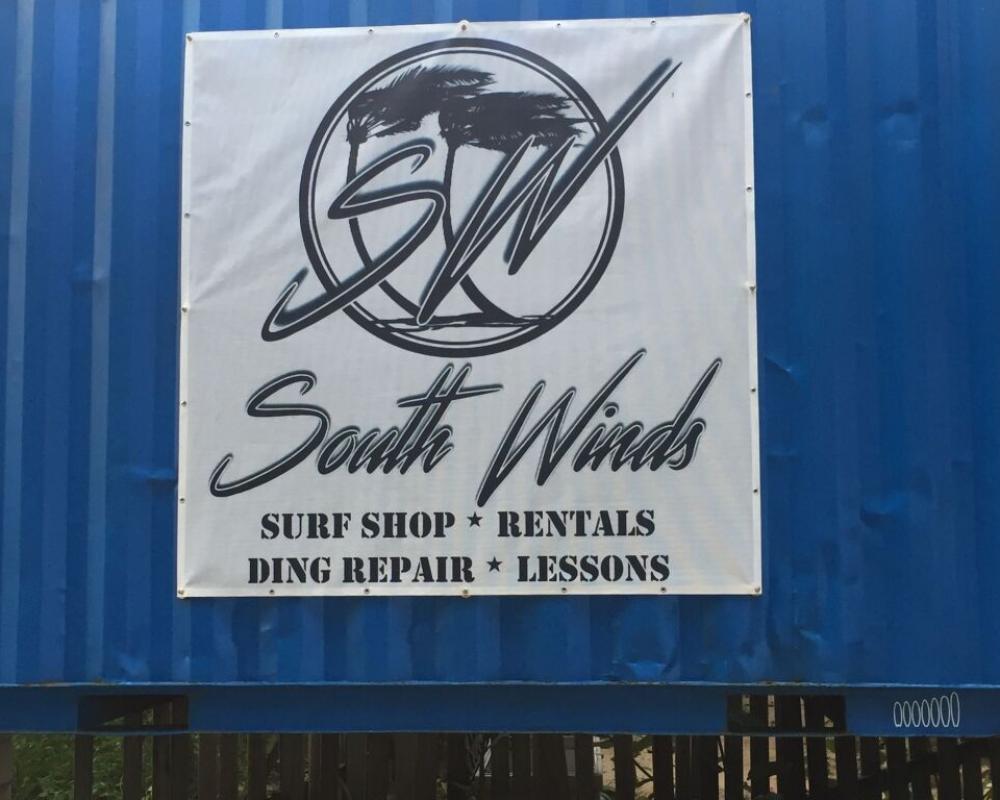 SW
South Winds
SURF SHOP ★ RENTALS
DING REPAIR ★ LESSONS